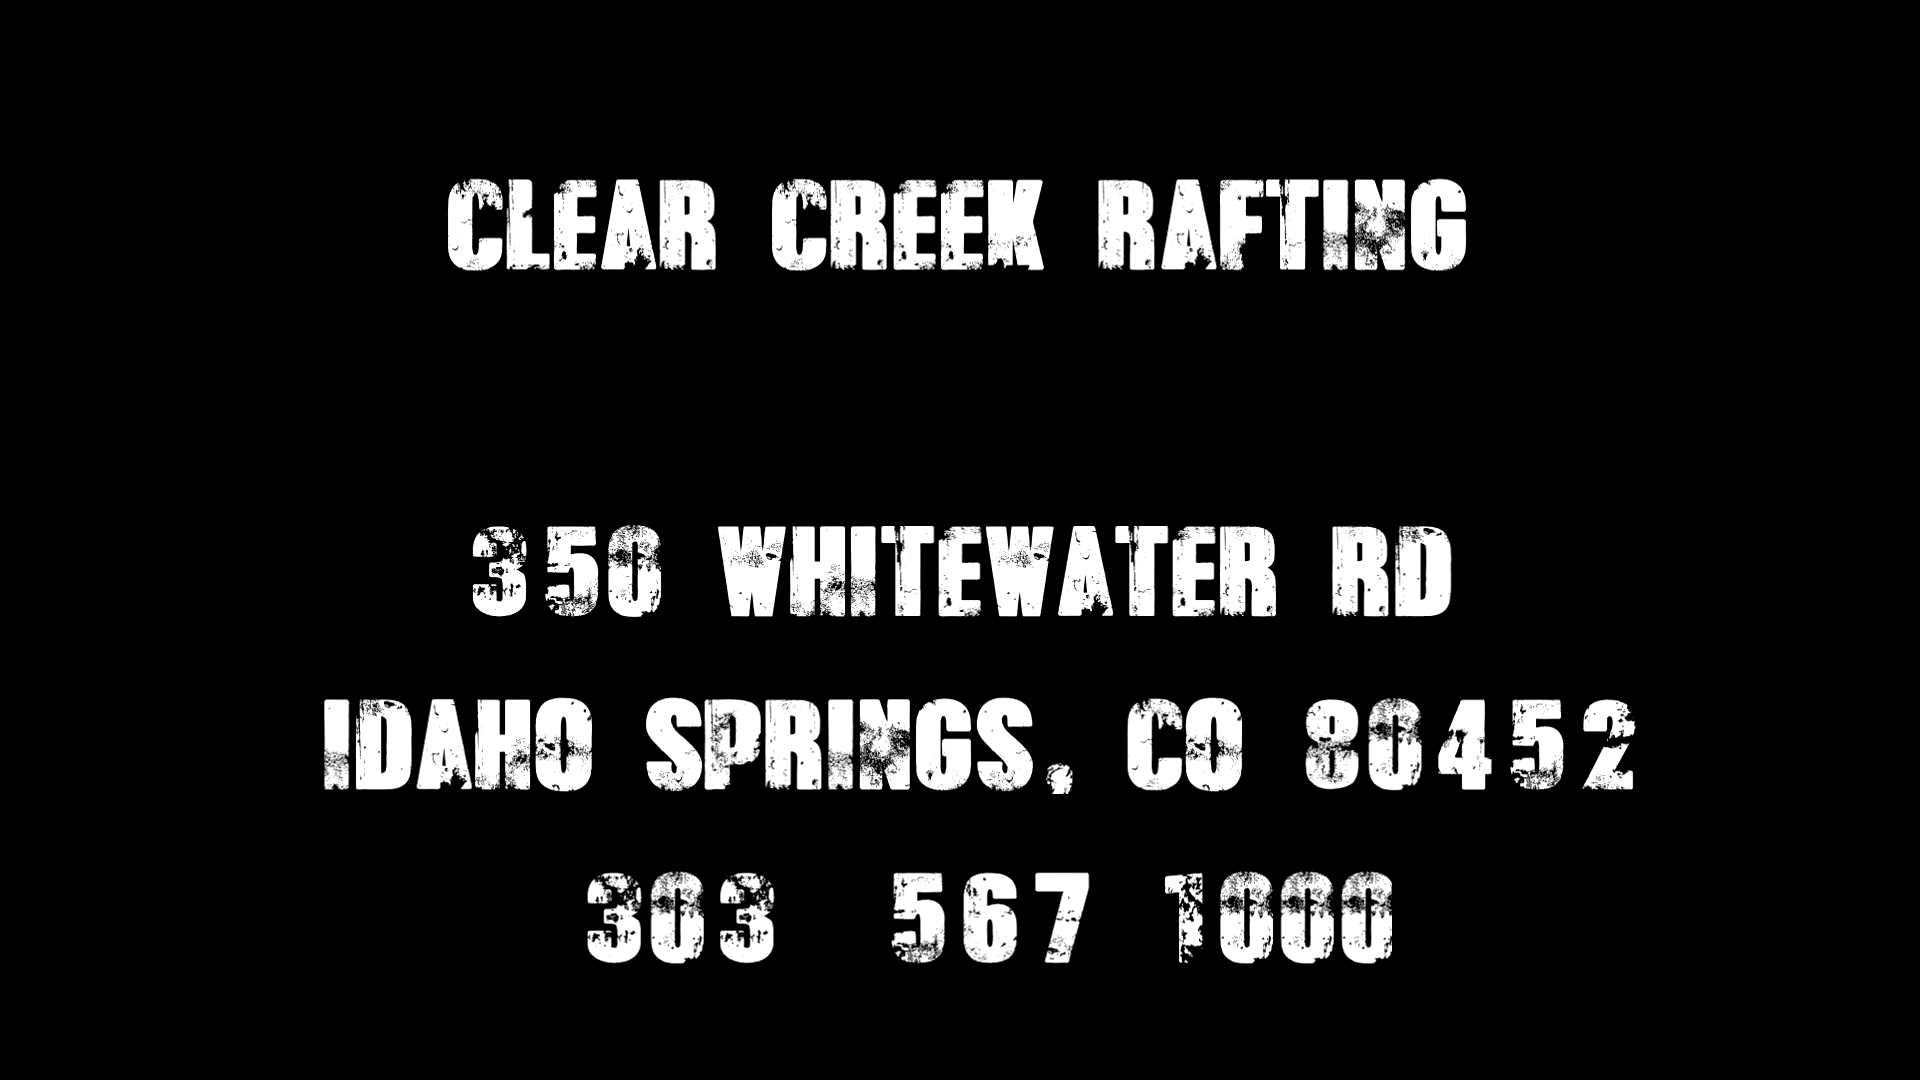 CLEAR CREEK RAFTING
350 WHITEWATER RD
IDAHO SPRINGS, CO 80452
303 567 1000